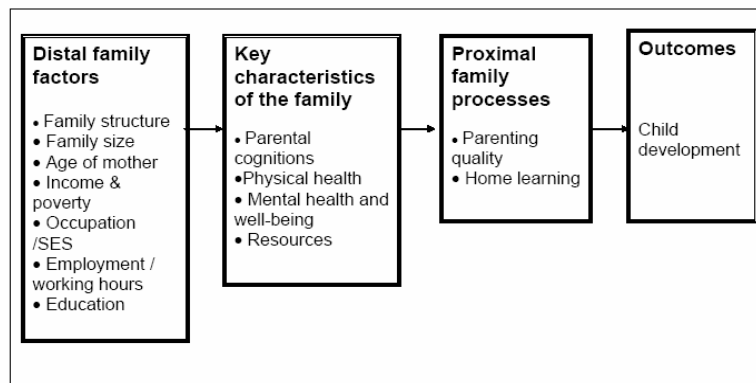 Distal family
factors
• Family structure
• Family size
• Age of mother
• Income &
poverty
• Occupation
/SES
• Employment /
working hours
• Education
Key
characteristics
of the family
• Parental
cognitions
•Physical health
• Mental health and
well-being
• Resources
Proximal
family
processes
• Parenting
quality
• Home learning
Outcomes
Child
development